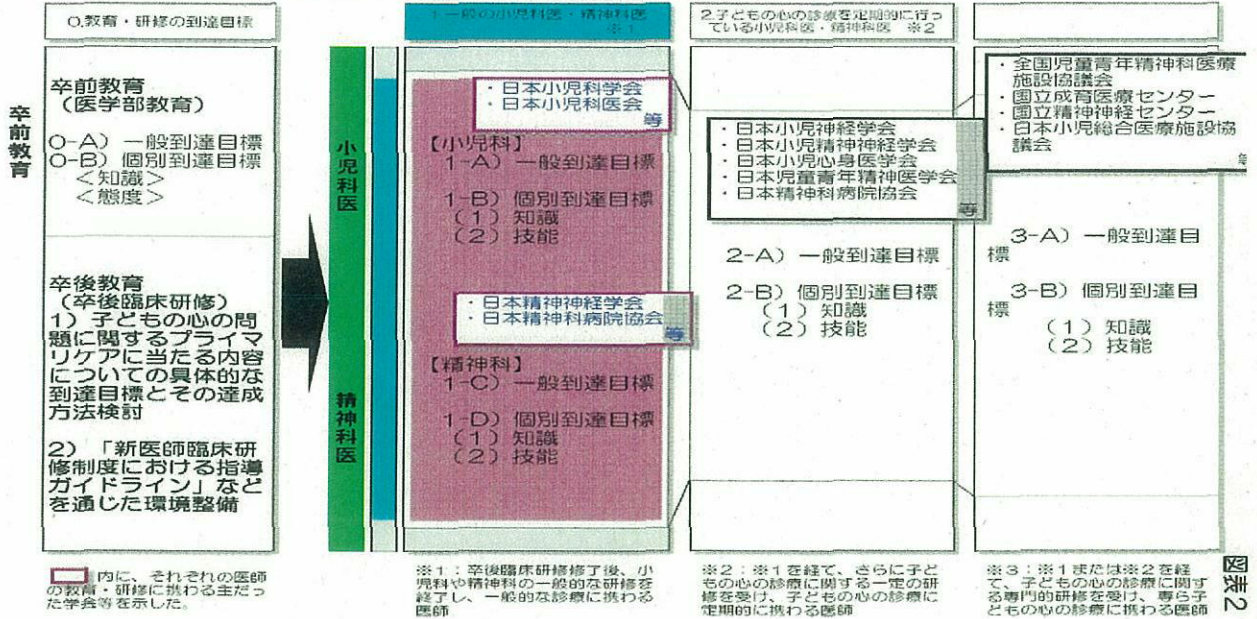 0.教育・研修の到達目標
卒前教育
卒前教育
（医学部教育）
0-A）一般到達目標
0-B）個別到達目標
＜知識＞
＜態度＞
卒後教育
（卒後臨床研修）
1）子どもの心の問
題に関するプライマ
リケアに当たる内容
についての具体的な
到達目標とその達成
方法検討
2）「新医師臨床研
修制度における指導
ガイドライン」など
を通じた環境整備
内に、それぞれの医師
の教育・研修に携わる主だっ
た学会等を示した。
小児科医
精神科医
1.一般の小児科医・精神科医
※1
・日本小児科学会
・日本小児科医会
等
【小児科】
1-A）一般到達目標
1-B）個別到達目標
（1）知識
（2）技能
・日本精神神経学会
・日本精神科病院協会
等
【精神科】
1-C）一般到達目標
1-D）個別到達目標
（1）知識
（2）技能
※1：卒後臨床研修修了後、小
児科や精神科の一般的な研修を
終了し、一般的な診療に携わる
医師
2.子どもの心の診療を定期的に行っ
ている小児科医・精神科医 ※2
・日本小児神経学会
・日本小児精神神経学会
・日本小児心身医学会
・日本児童青年精神医学会
・日本精神科病院協会
等
2-A）一般到達目標
2-B）個別到達目標
（1）知識
（2）技能
※2：※1を経て、さらに子ど
もの心の診療に関する一定の研
修を受け、子どもの心の診療に
定期的に携わる医師
・全国児童青年精神科医療
施設協議会
・国立成育医療センター
・国立精神神経センター
・日本小児総合医療施設協
議会
等
3-A）一般到達目
標
3-B）個別到達目
標
（1）知識
（2）技能
※3：※1または※2を経
て、子どもの心の診療に関す
る専門的研修を受け、専ら子
どもの心の診療に携わる医師
図表2